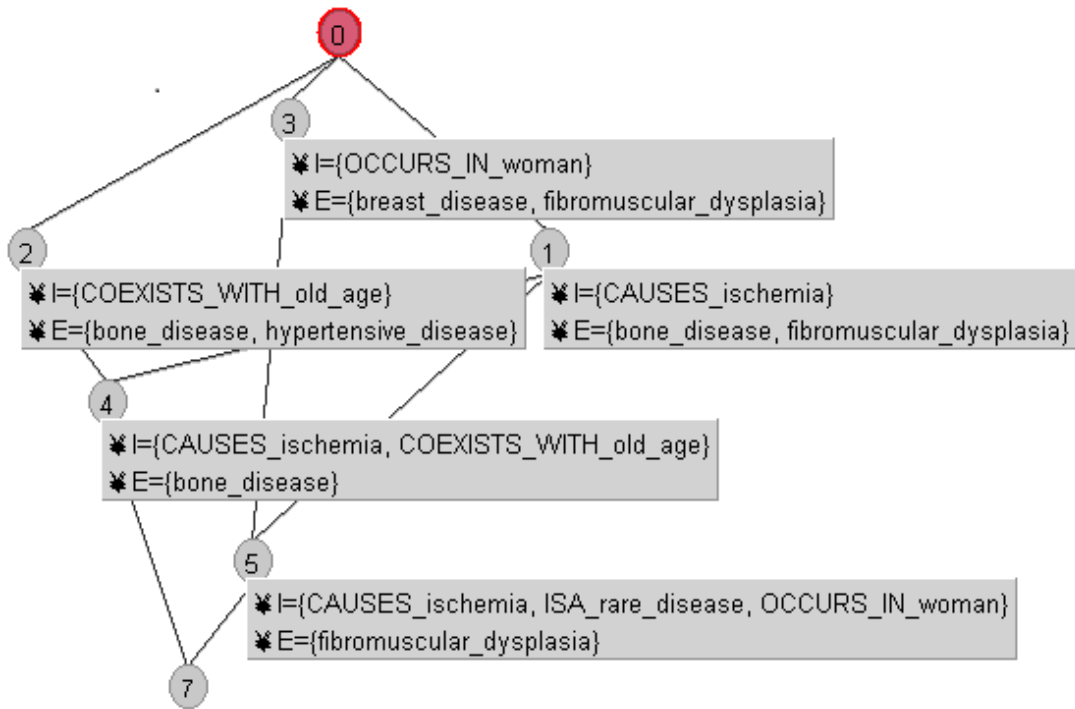 0
3
I={OCCURS_IN_woman}
E={breast_disease, fibromuscular_dysplasia}
2
1
I={COEXISTS_WITH_old_age}
E={bone_disease, hypertensive_disease}
I={CAUSES_ischemia}
E={bone_disease, fibromuscular_dysplasia}
4
I={CAUSES_ischemia, COEXISTS_WITH_old_age}
E={bone_disease}
5
I={CAUSES_ischemia, ISA_rare_disease, OCCURS_IN_woman}
E={fibromuscular_dysplasia}
7